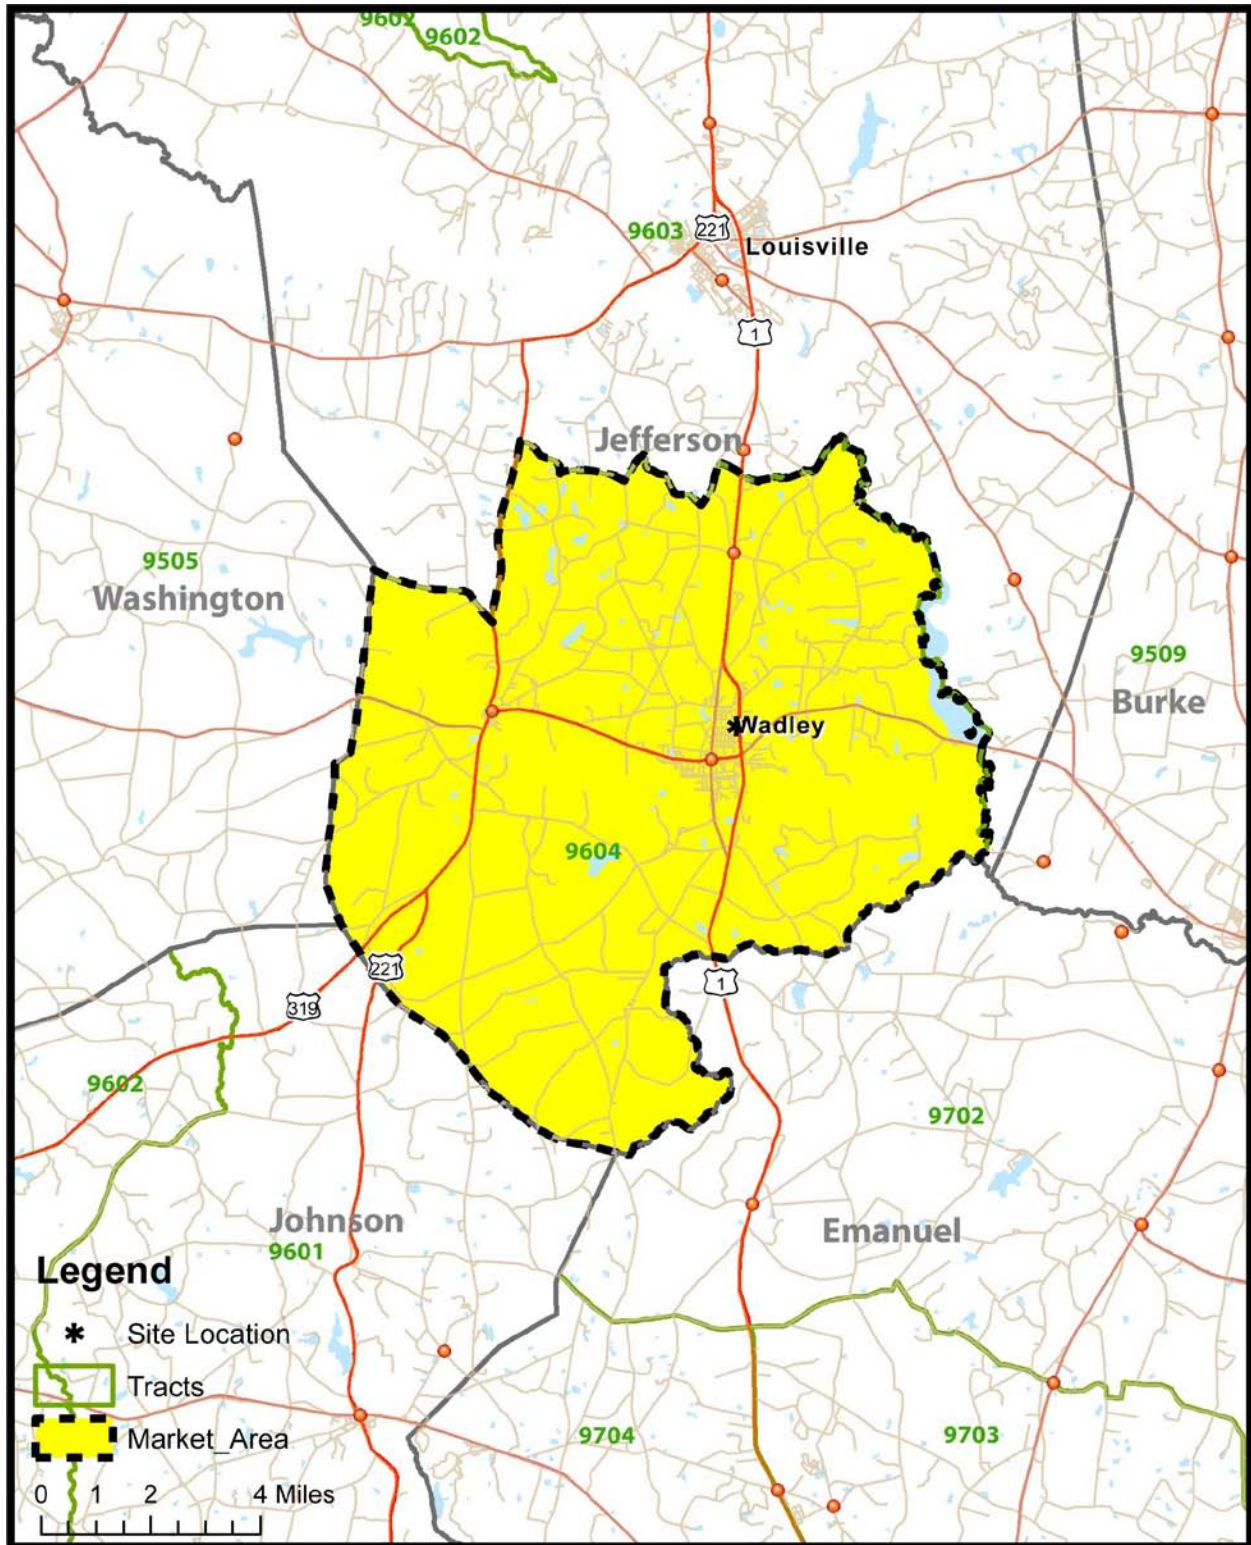 9602
9602
9603
221
Louisville
1
Jefferson
9505
Washington
9509
Burke
Wadley
9604
221
1
319
9602
9702
Johnson
9601
Emanuel
Legend
Site Location
Tracts
Market_Area
9704
9703
0 1 2 4 Miles